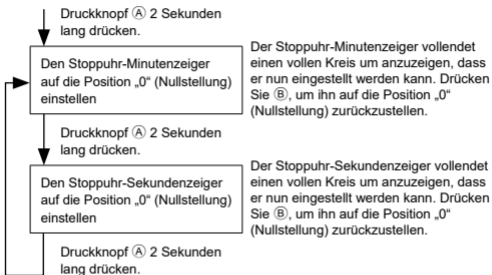 Druckknopf Ⓐ 2 Sekunden
lang drücken.
Den Stoppuhr-Minutenzeiger
auf die Position „0“ (Nullstellung)
einstellen
Der Stoppuhr-Minutenzeiger vollendet
einen vollen Kreis um anzuzeigen, dass
er nun eingestellt werden kann. Drücken
Sie Ⓑ, um ihn auf die Position „0“
(Nullstellung) zurückzustellen.
Druckknopf Ⓐ 2 Sekunden
lang drücken.
Den Stoppuhr-Sekundenzeiger
auf die Position „0“ (Nullstellung)
einstellen
Der Stoppuhr-Sekundenzeiger vollendet
einen vollen Kreis um anzuzeigen, dass
er nun eingestellt werden kann. Drücken
Sie Ⓑ, um ihn auf die Position „0“
(Nullstellung) zurückzustellen.
Druckknopf Ⓐ 2 Sekunden
lang drücken.